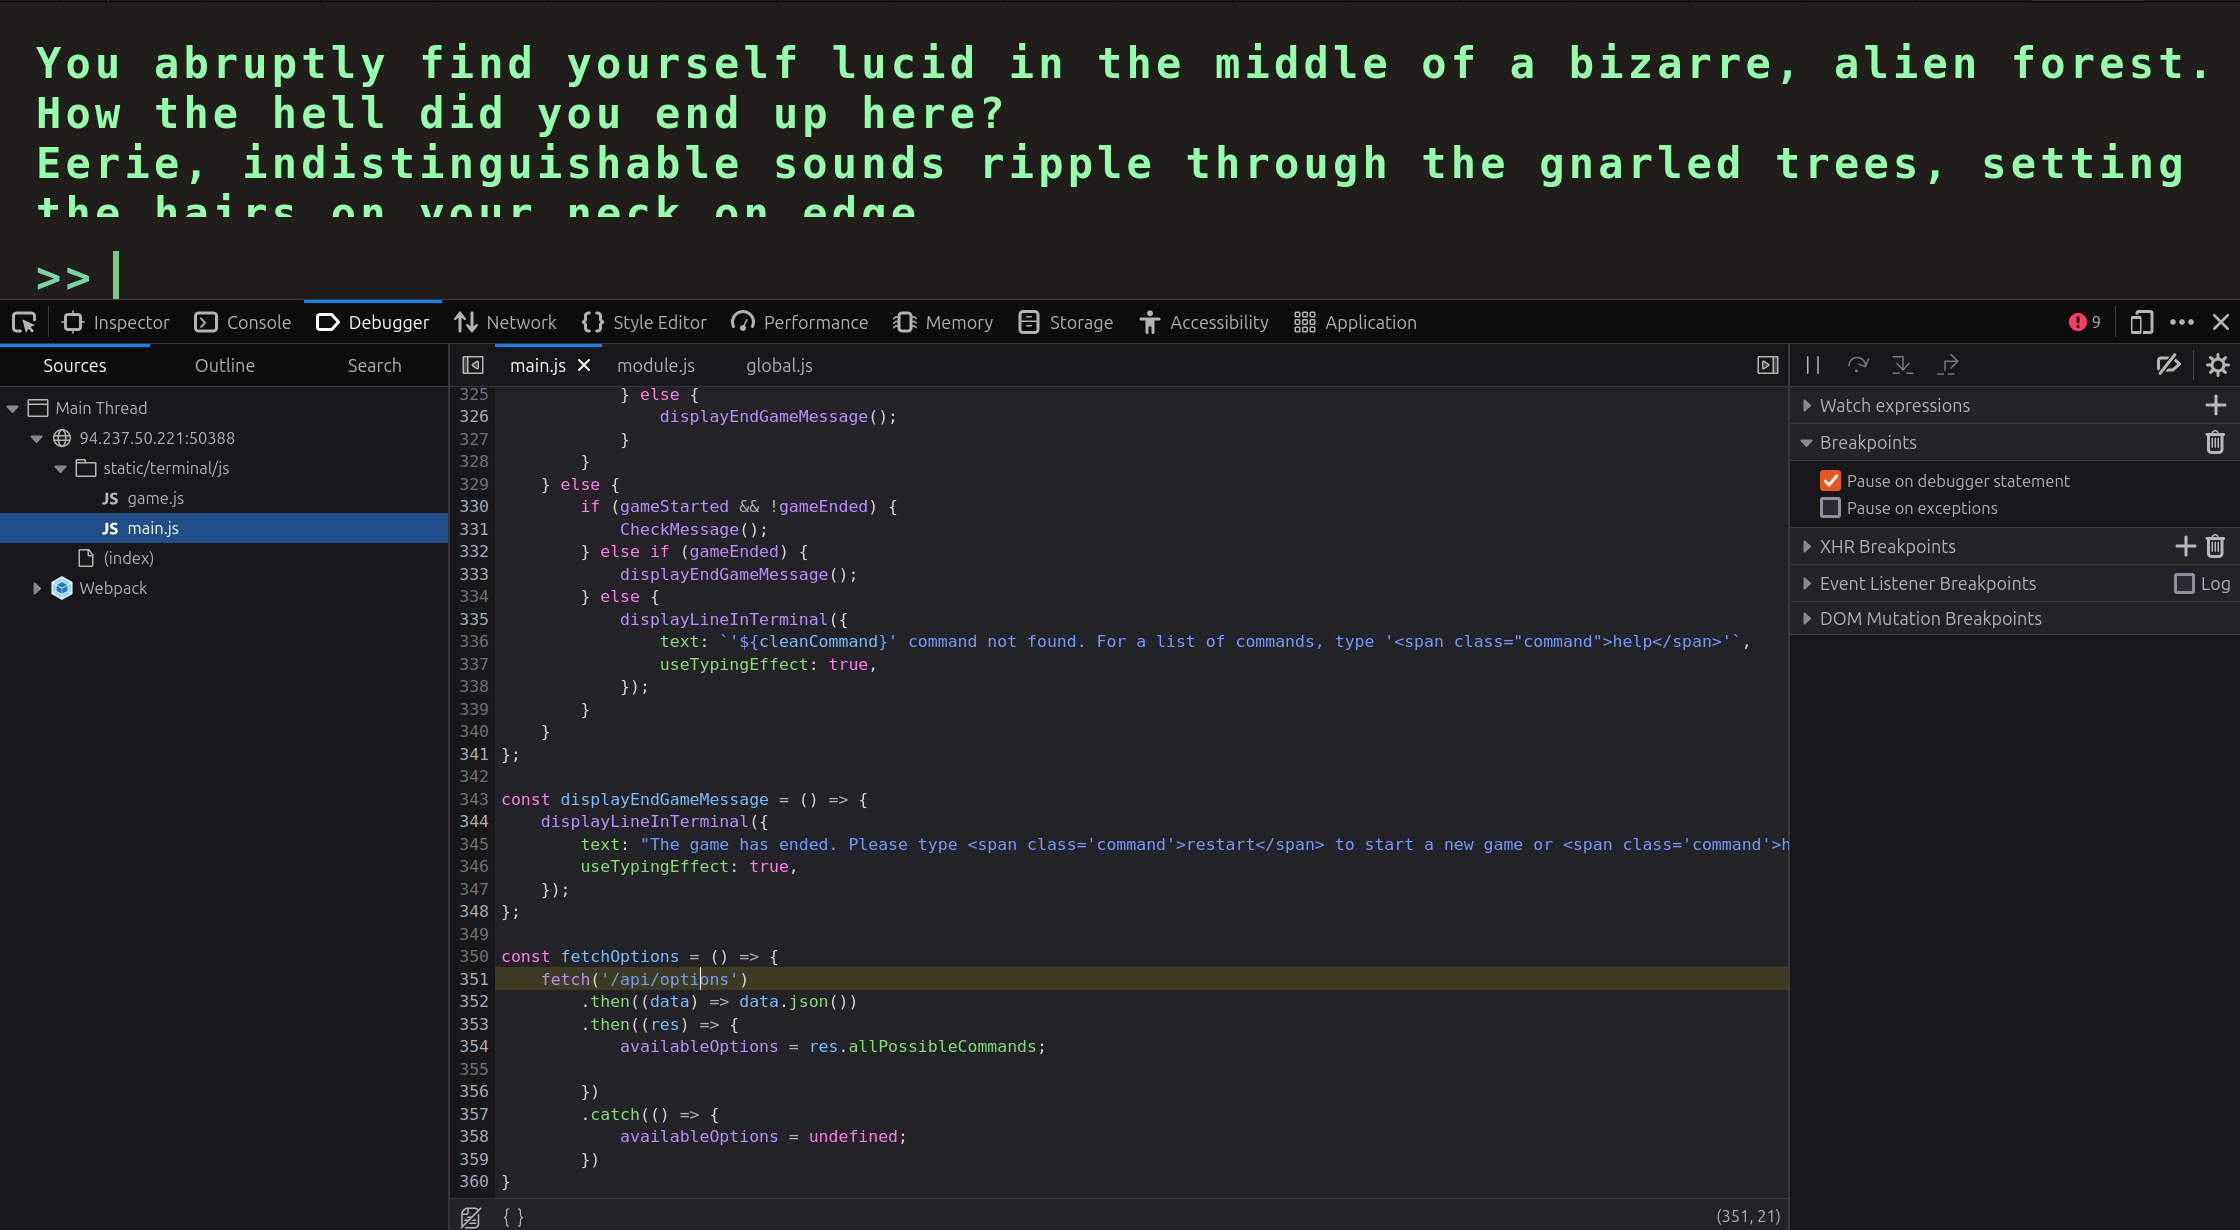 You abruptly find yourself lucid in the middle of a bizarre, alien forest.
How the hell did you end up here?
Eerie, indistinguishable sounds ripple through the gnarled trees, setting
the hairs on your neck on edge
>>
Inspector Console Debugger Network Style Editor Performance Memory Storage Accessibility Application 9
Sources Outline Search
Main Thread
94.237.50.221:50388
static/terminal/js
JS game.js
JS main.js
(index)
Webpack
main.js module.js global.js
325             } else {
326                 displayEndGameMessage();
327             }
328         }
329     } else {
330         if (gameStarted && !gameEnded) {
331             CheckMessage();
332         } else if (gameEnded) {
333             displayEndGameMessage();
334         } else {
335             displayLineInTerminal({
336                 text: `'${cleanCommand}' command not found. For a list of commands, type '<span class="command">help</span>'`,
337                 useTypingEffect: true,
338             });
339         }
340     }
341 };
342
343 const displayEndGameMessage = () => {
344     displayLineInTerminal({
345         text: "The game has ended. Please type <span class='command'>restart</span> to start a new game or <span class='command'>h
346         useTypingEffect: true,
347     });
348 };
349
350 const fetchOptions = () => {
351     fetch('/api/options')
352         .then((data) => data.json())
353         .then((res) => {
354             availableOptions = res.allPossibleCommands;
355
356         })
357         .catch(() => {
358             availableOptions = undefined;
359         })
360 }
{ } (351, 21)
Watch expressions
Breakpoints
Pause on debugger statement
Pause on exceptions
XHR Breakpoints
Event Listener Breakpoints Log
DOM Mutation Breakpoints